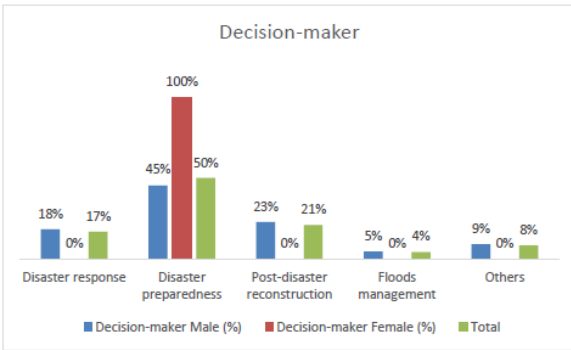 Decision-maker
100%
45%
50%
18%
0%
17%
23%
0%
21%
5%
0%
4%
9%
0%
8%
Disaster response
Disaster
preparedness
Post-disaster
reconstruction
Floods
management
Others
Decision-maker Male (%)
Decision-maker Female (%)
Total